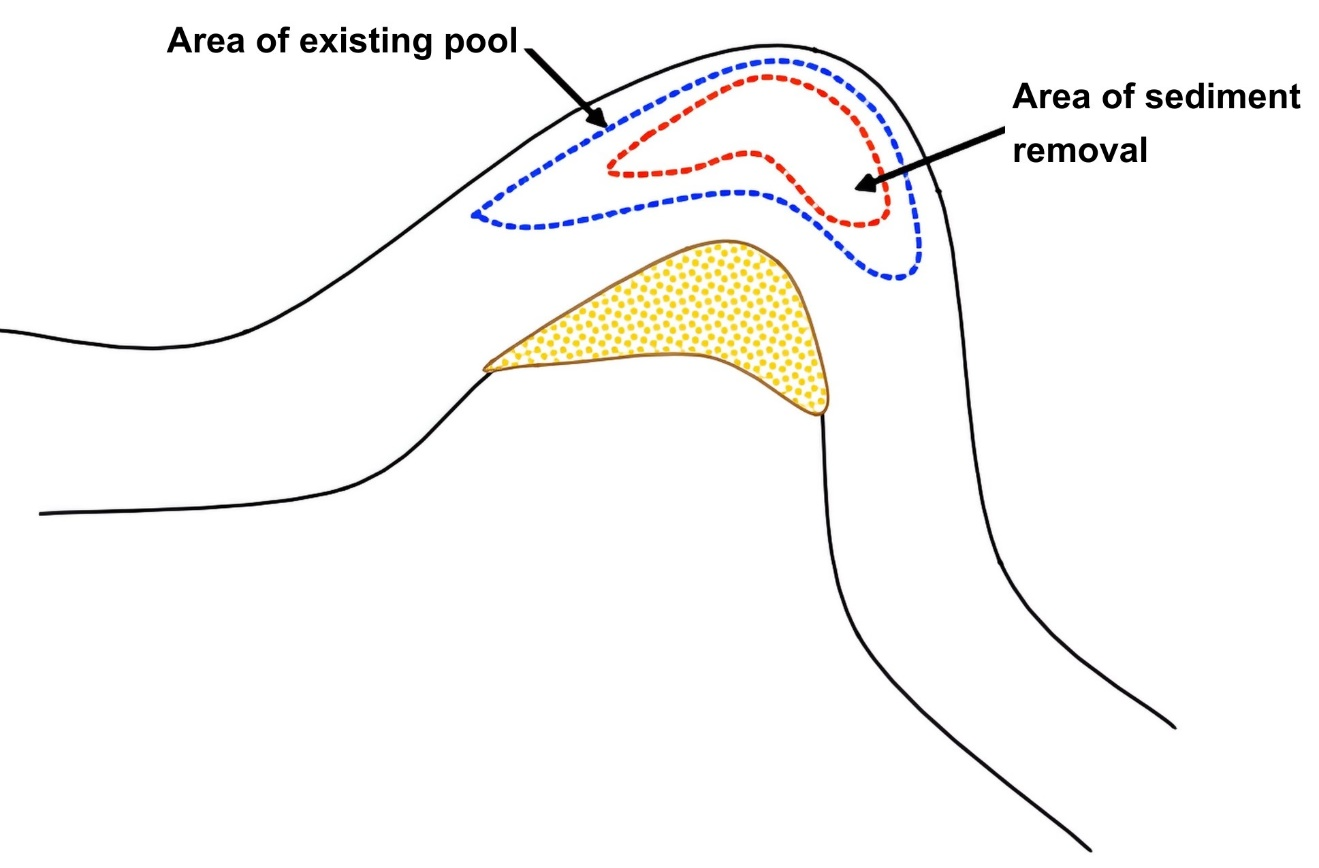 Area of existing pool
Area of sediment
removal